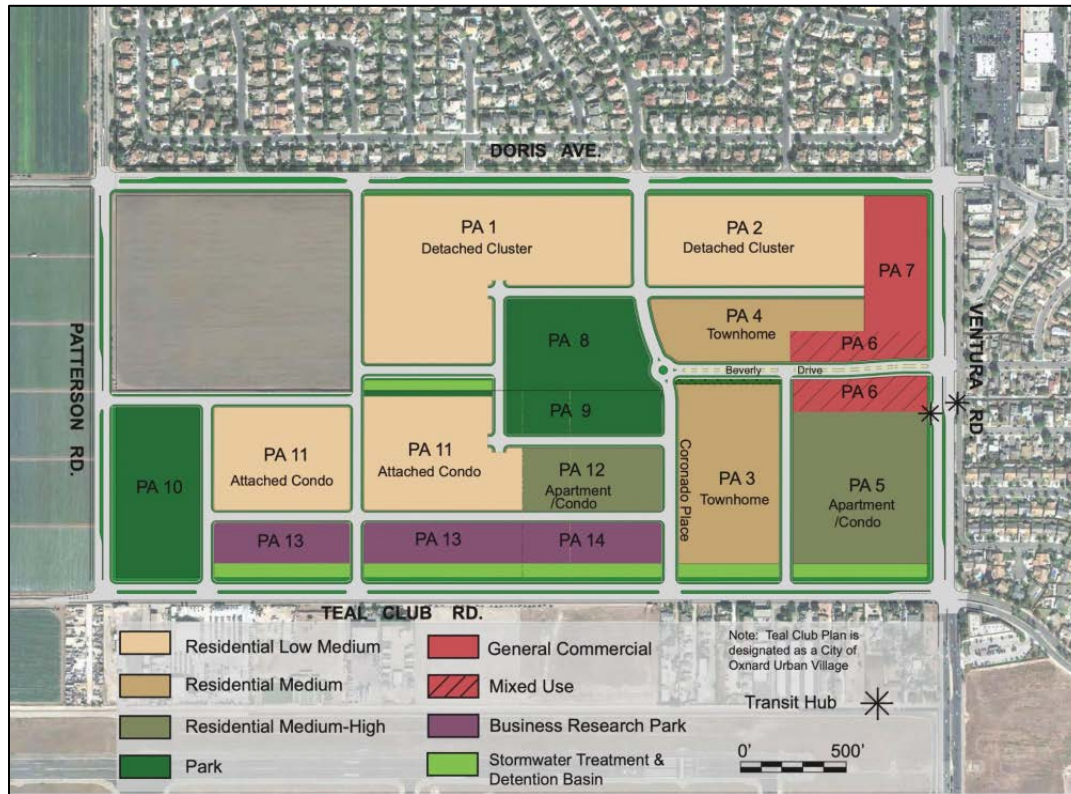 DORIS AVE.
PA 1
Detached Cluster
PA 2
Detached Cluster
PA 7
PATTERSON RD.
VENTURA RD.
PA 8
PA 4
Townhome
PA 6
Beverly Drive
PA 6
PA 9
PA 10
PA 11
Attached Condo
PA 11
Attached Condo
PA 12
Apartment
/Condo
Coronado Place
PA 3
Townhome
PA 5
Apartment
/Condo
PA 13
PA 13
PA 14
TEAL CLUB RD.
Residential Low Medium
Residential Medium
Residential Medium-High
Park
General Commercial
Mixed Use
Business Research Park
Stormwater Treatment &
Detention Basin
Note: Teal Club Plan is
designated as a City of
Oxnard Urban Village
Transit Hub
0' 500'